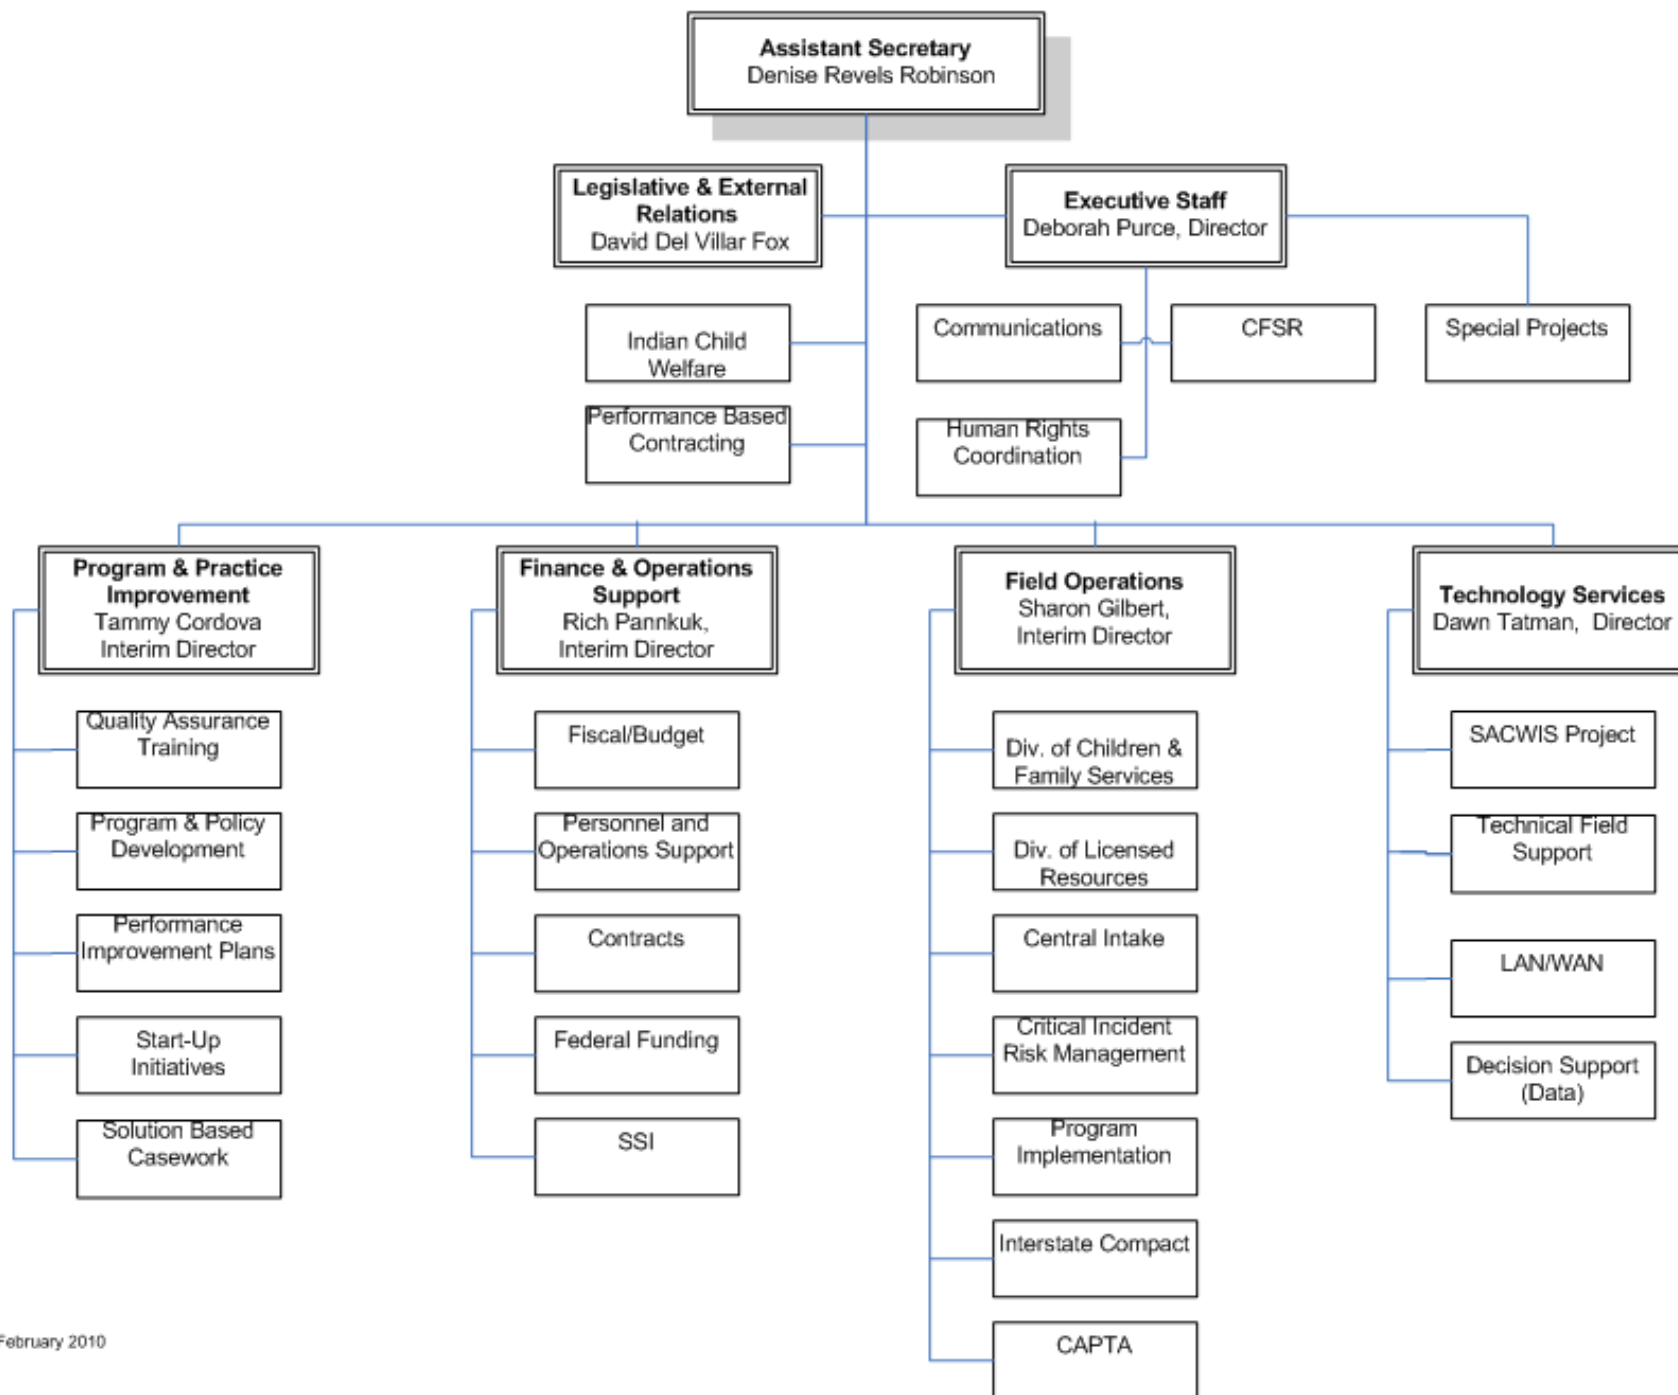 Assistant Secretary
Denise Revels Robinson
Legislative & External
Relations
David Del Villar Fox
Executive Staff
Deborah Purce, Director
Indian Child
Welfare
Performance Based
Contracting
Communications
CFSR
Special Projects
Human Rights
Coordination
Program & Practice
Improvement
Tammy Cordova
Interim Director
Quality Assurance
Training
Program & Policy
Development
Performance
Improvement Plans
Start-Up
Initiatives
Solution Based
Casework
Finance & Operations
Support
Rich Pannkuk,
Interim Director
Fiscal/Budget
Personnel and
Operations Support
Contracts
Federal Funding
SSI
Field Operations
Sharon Gilbert,
Interim Director
Div. of Children &
Family Services
Div. of Licensed
Resources
Central Intake
Critical Incident
Risk Management
Program
Implementation
Interstate Compact
CAPTA
Technology Services
Dawn Tatman, Director
SACWIS Project
Technical Field
Support
LAN/WAN
Decision Support
(Data)
February 2010